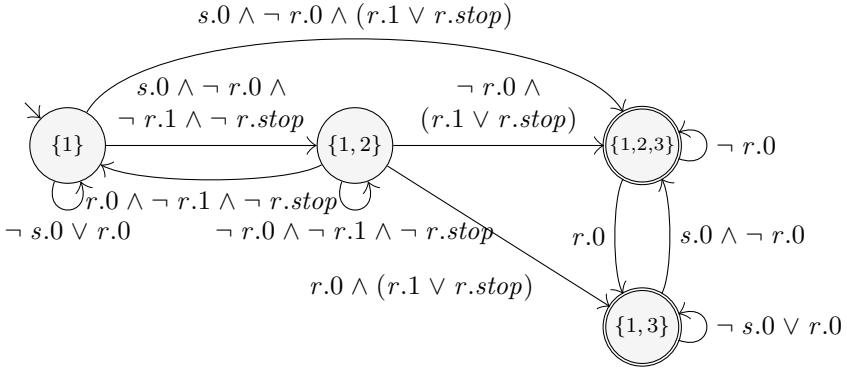 s.0 ∧ ¬ r.0 ∧ (r.1 ∨ r.stop)
s.0 ∧ ¬ r.0 ∧
¬ r.1 ∧ ¬ r.stop
¬ r.0 ∧
(r.1 ∨ r.stop)
{1}
{1, 2}
{1,2,3}
¬ r.0
r.0 ∧ ¬ r.1 ∧ ¬ r.stop
¬ s.0 ∨ r.0
¬ r.0 ∧ ¬ r.1 ∧ ¬ r.stop
r.0
s.0 ∧ ¬ r.0
r.0 ∧ (r.1 ∨ r.stop)
{1, 3}
¬ s.0 ∨ r.0